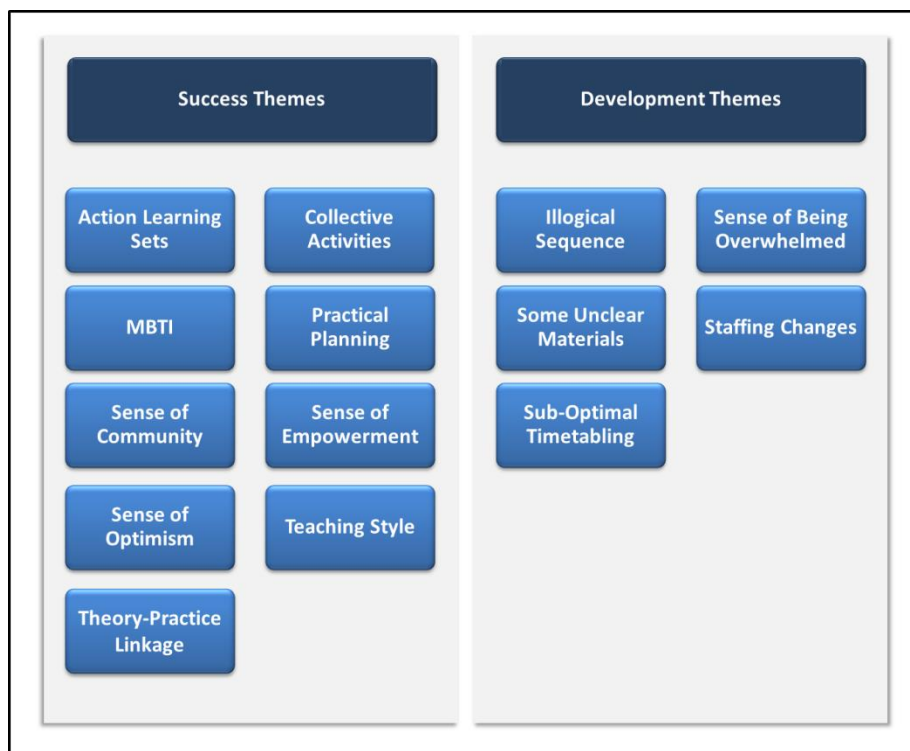 Success Themes
Action Learning
Sets
Collective
Activities
MBTI
Practical
Planning
Sense of
Community
Sense of
Empowerment
Sense of
Optimism
Teaching Style
Theory-Practice
Linkage
Development Themes
Illogical
Sequence
Sense of Being
Overwhelmed
Some Unclear
Materials
Staffing Changes
Sub-Optimal
Timetabling